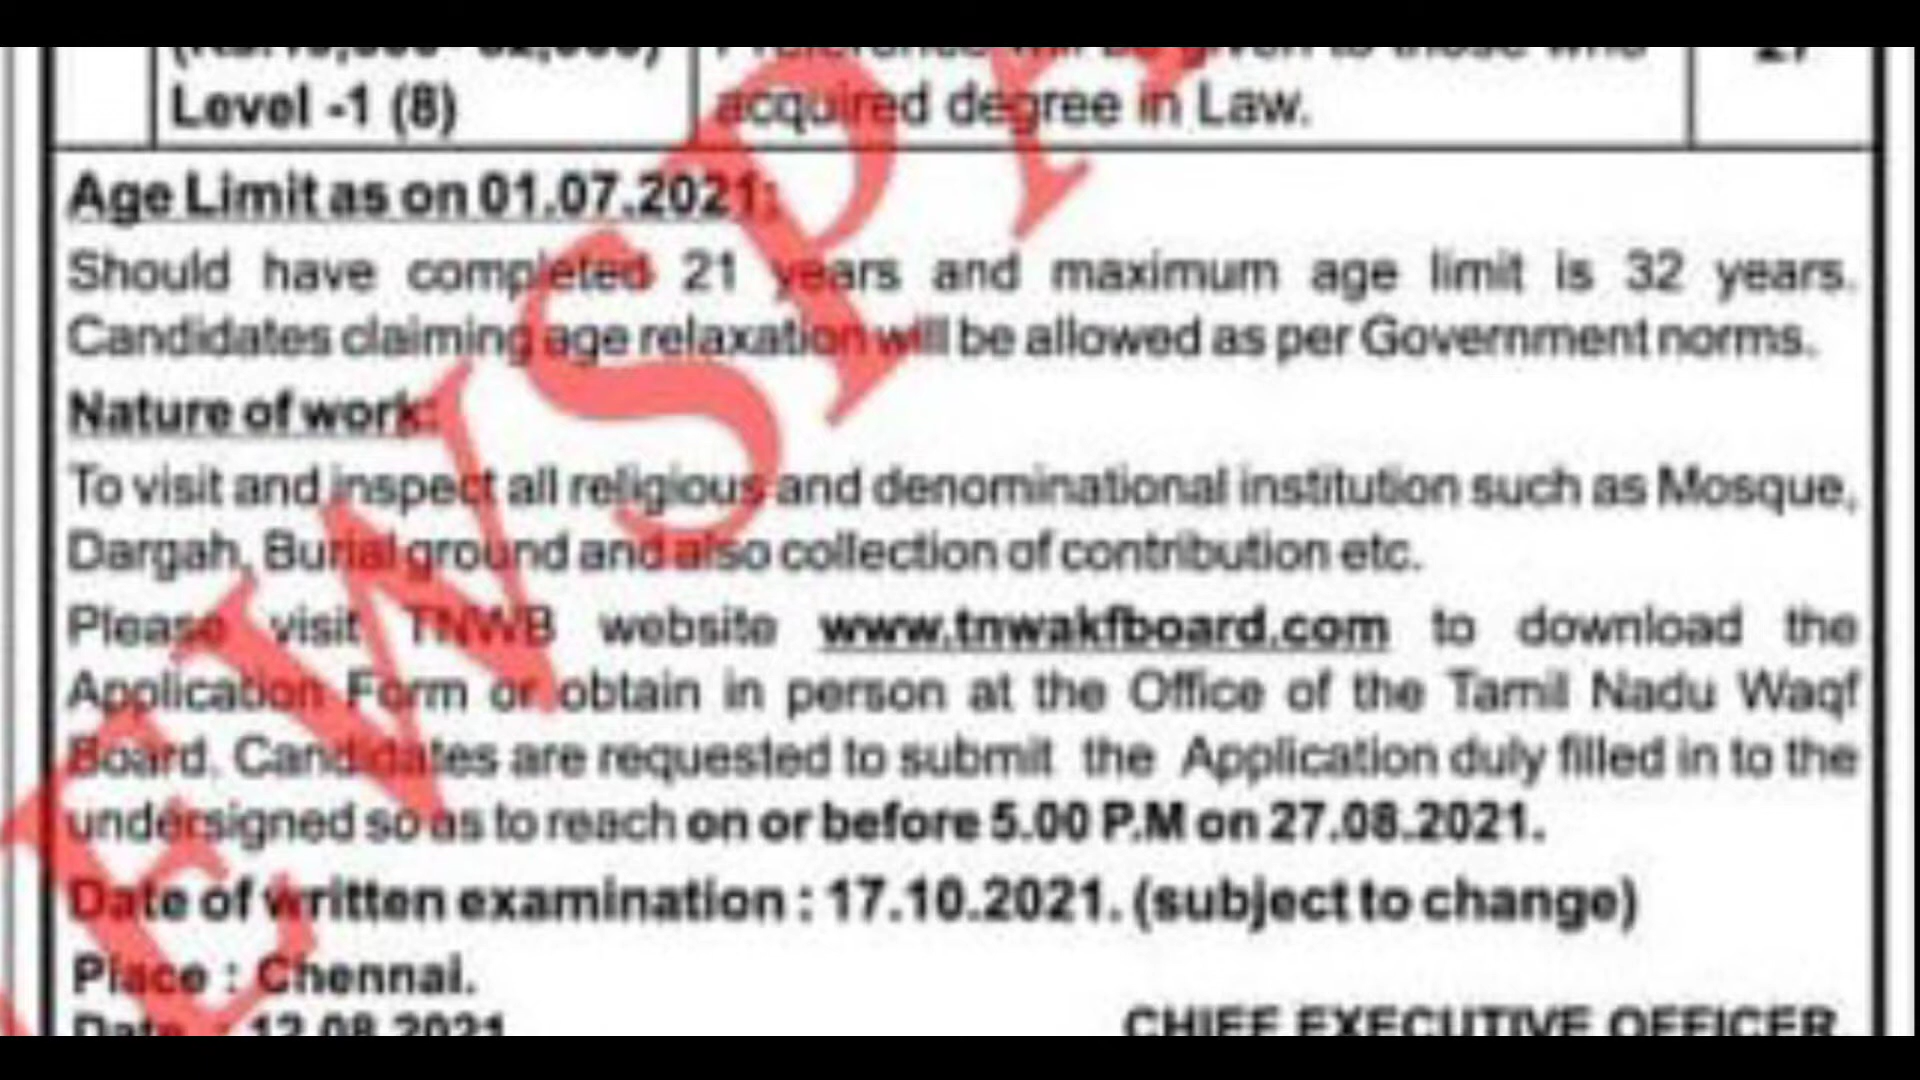 Level -1 (8)
acquired degree in Law.
Age Limit as on 01.07.2021:
Should have completed 21 years and maximum age limit is 32 years.
Candidates claiming age relaxation will be allowed as per Government norms.
Nature of work:
To visit and inspect all religious and denominational institution such as Mosque,
Dargah, Burial ground and also collection of contribution etc.
Please visit TNWB website www.tnwakfboard.com to download the
Application Form or obtain in person at the Office of the Tamil Nadu Waqf
Board. Candidates are requested to submit the Application duly filled in to the
undersigned so as to reach on or before 5.00 P.M on 27.08.2021.
Date of written examination : 17.10.2021. (subject to change)
Place : Chennai.
Date : 12.08.2021
CHIEF EXECUTIVE OFFICER